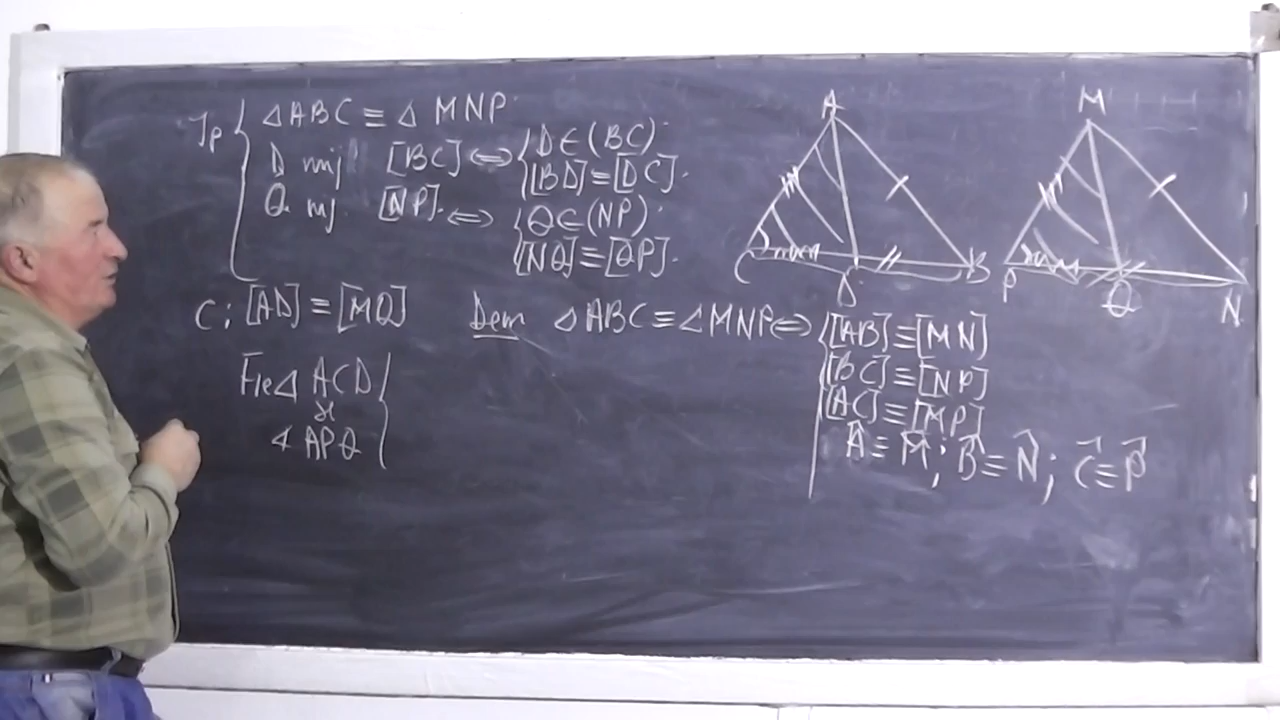 Ip { △ABC ≡ △ MNP
D mij [BC] ⇔ { D ∈ (BC)
[BD] ≡ [DC].
Q mj. [NP]. ⇔ { Q ∈ (NP)
[NQ] ≡ [QP].
C: [AD] ≡ [MQ]
Dem △ABC ≡ △MNP ⇔ { [AB] ≡ [MN]
[BC] ≡ [NP]
[AC] ≡ [MP]
Â ≡ M̂; B̂ ≡ N̂; Ĉ ≡ P̂
Fie △ ACD
și
∢ APQ
A
C
D
B
M
P
Q
N